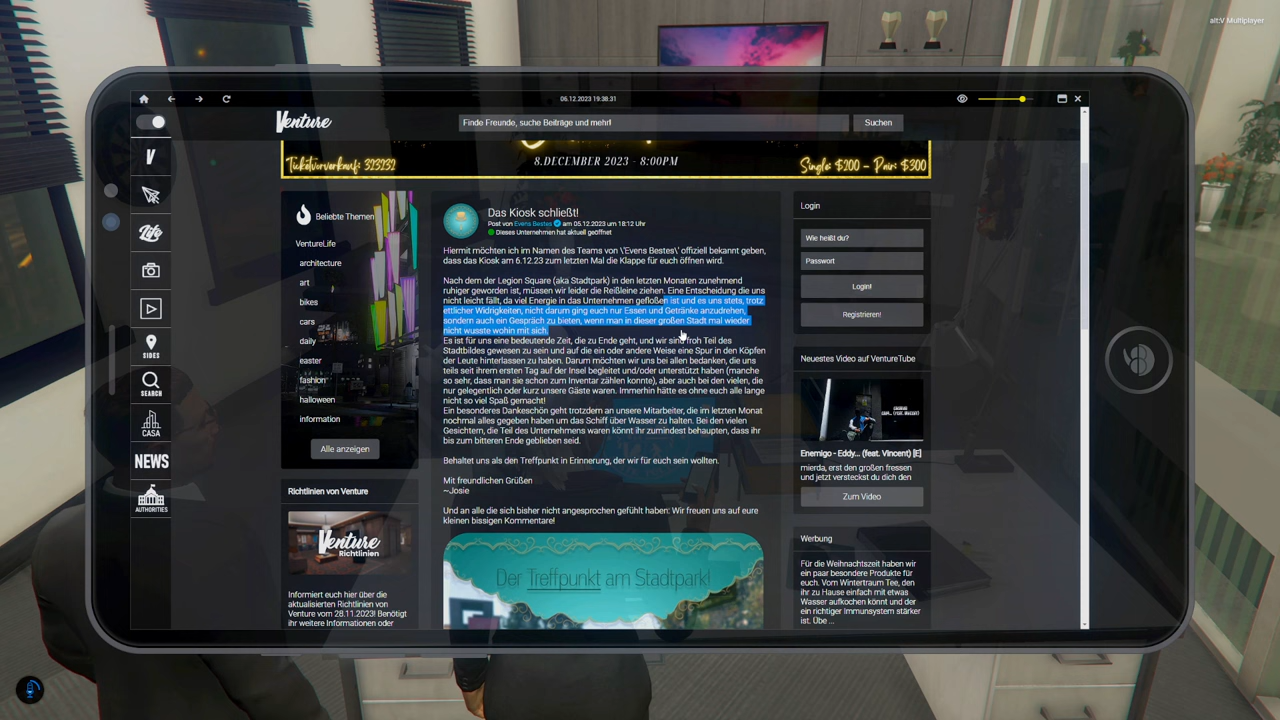 alt:V Multiplayer
06.12.2023 19:38:31
Venture
Finde Freunde, suche Beiträge und mehr!
Suchen
Ticketvorverkauf: 323232
8.DECEMBER 2023 - 8:00PM
Single: $200 - Pair: $300
V
Life
SIDES
SEARCH
CASA
NEWS
AUTHORITIES
Beliebte Themen
VentureLife
architecture
art
bikes
cars
daily
easter
fashion
halloween
information
Alle anzeigen
Richtlinien von Venture
Venture
Richtlinien
Informiert euch hier über die
aktualisierten Richtlinien von
Venture vom 28.11.2023! Benötigt
ihr weitere Informationen oder
Das Kiosk schließt!
Post von Evens Bestes am 05.12.2023 um 18:12 Uhr
Dieses Unternehmen hat aktuell geöffnet
Hiermit möchten ich im Namen des Teams von \'Evens Bestes\' offiziell bekannt geben,
dass das Kiosk am 6.12.23 zum letzten Mal die Klappe für euch öffnen wird.
Nach dem der Legion Square (aka Stadtpark) in den letzten Monaten zunehmend
ruhiger geworden ist, müssen wir leider die Reißleine ziehen. Eine Entscheidung die uns
nicht leicht fällt, da viel Energie in das Unternehmen gefloßen ist und es uns stets, trotz
ettlicher Widrigkeiten, nicht darum ging euch nur Essen und Getränke anzudrehen,
sondern auch ein Gespräch zu bieten, wenn man in dieser großen Stadt mal wieder
nicht wusste wohin mit sich.
Es ist für uns eine bedeutende Zeit, die zu Ende geht, und wir sind froh Teil des
Stadtbildes gewesen zu sein und auf die ein oder andere Weise eine Spur in den Köpfen
der Leute hinterlassen zu haben. Darum möchten wir uns bei allen bedanken, die uns
teils seit ihrem ersten Tag auf der Insel begleitet und/oder unterstützt haben (manche
so sehr, dass man sie schon zum Inventar zählen konnte), aber auch bei den vielen, die
nur gelegentlich oder kurz unsere Gäste waren. Immerhin hätte es ohne euch alle lange
nicht so viel Spaß gemacht!
Ein besonderes Dankeschön geht trotzdem an unsere Mitarbeiter, die im letzten Monat
nochmal alles gegeben haben um das Schiff über Wasser zu halten. Bei den vielen
Gesichtern, die Teil des Unternehmens waren könnt ihr zumindest behaupten, dass ihr
bis zum bitteren Ende geblieben seid.
Behaltet uns als den Treffpunkt in Erinnerung, der wir für euch sein wollten.
Mit freundlichen Grüßen
~Josie
Und an alle die sich bisher nicht angesprochen gefühlt haben: Wir freuen uns auf eure
kleinen bissigen Kommentare!
Der Treffpunkt am Stadtpark!
Login
Wie heißt du?
Passwort
Login!
Registrieren!
Neuestes Video auf VentureTube
Enemigo - Eddy... (feat. Vincent) [E]
mierda, erst den großen fressen
und jetzt versteckst du dich den
Zum Video
Werbung
Für die Weihnachtszeit haben wir
ein paar besondere Produkte für
euch. Vom Wintertraum Tee, den
ihr zu Hause einfach mit etwas
Wasser aufkochen könnt und der
ein richtiger Immunsystem stärker
ist. Übe ...